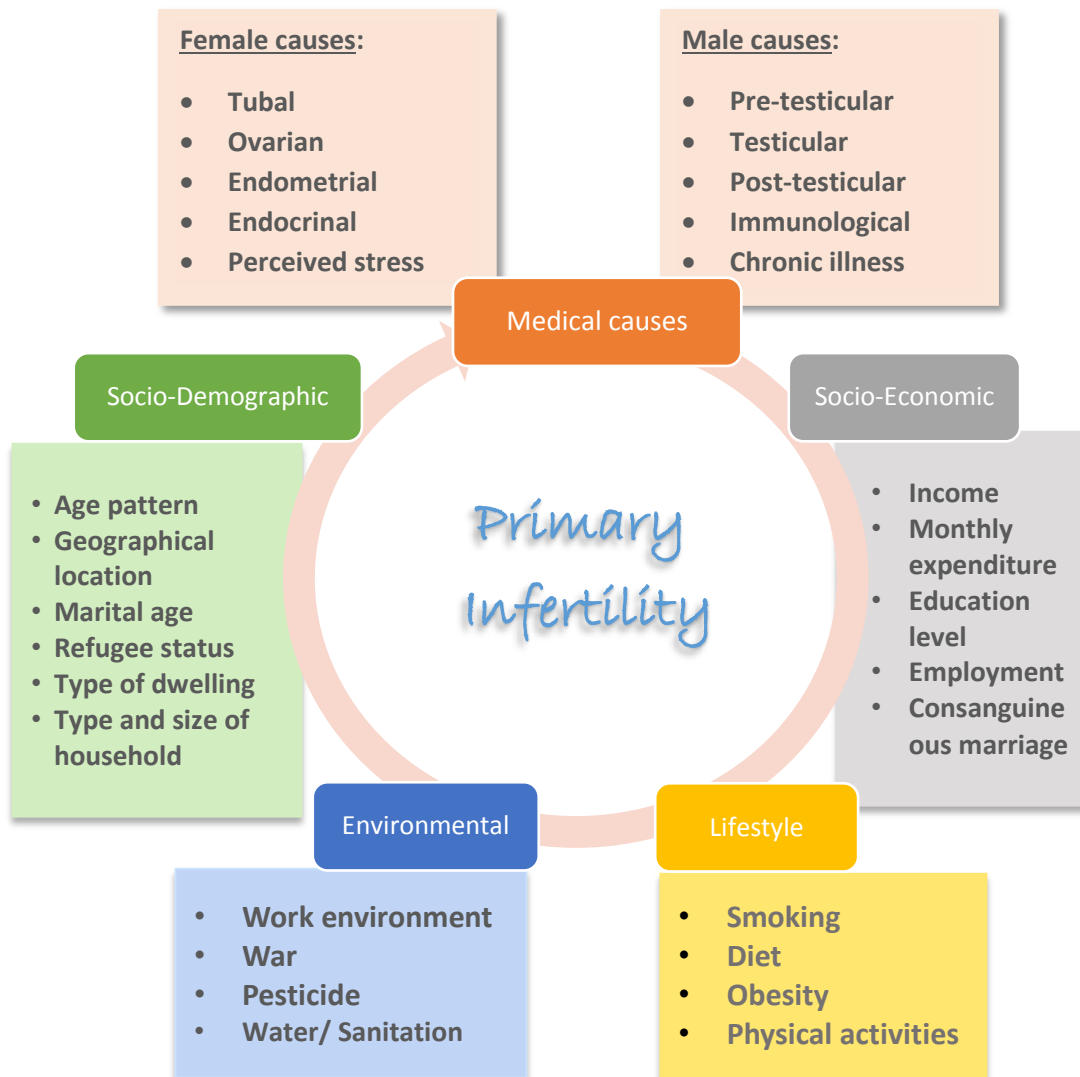 Female causes:
• Tubal
• Ovarian
• Endometrial
• Endocrinal
• Perceived stress
Male causes:
• Pre-testicular
• Testicular
• Post-testicular
• Immunological
• Chronic illness
Medical causes
Socio-Demographic
• Age pattern
• Geographical
location
• Marital age
• Refugee status
• Type of dwelling
• Type and size of
household
Socio-Economic
• Income
• Monthly
expenditure
• Education
level
• Employment
• Consanguine
ous marriage
Primary
Infertility
Environmental
• Work environment
• War
• Pesticide
• Water/ Sanitation
Lifestyle
• Smoking
• Diet
• Obesity
• Physical activities